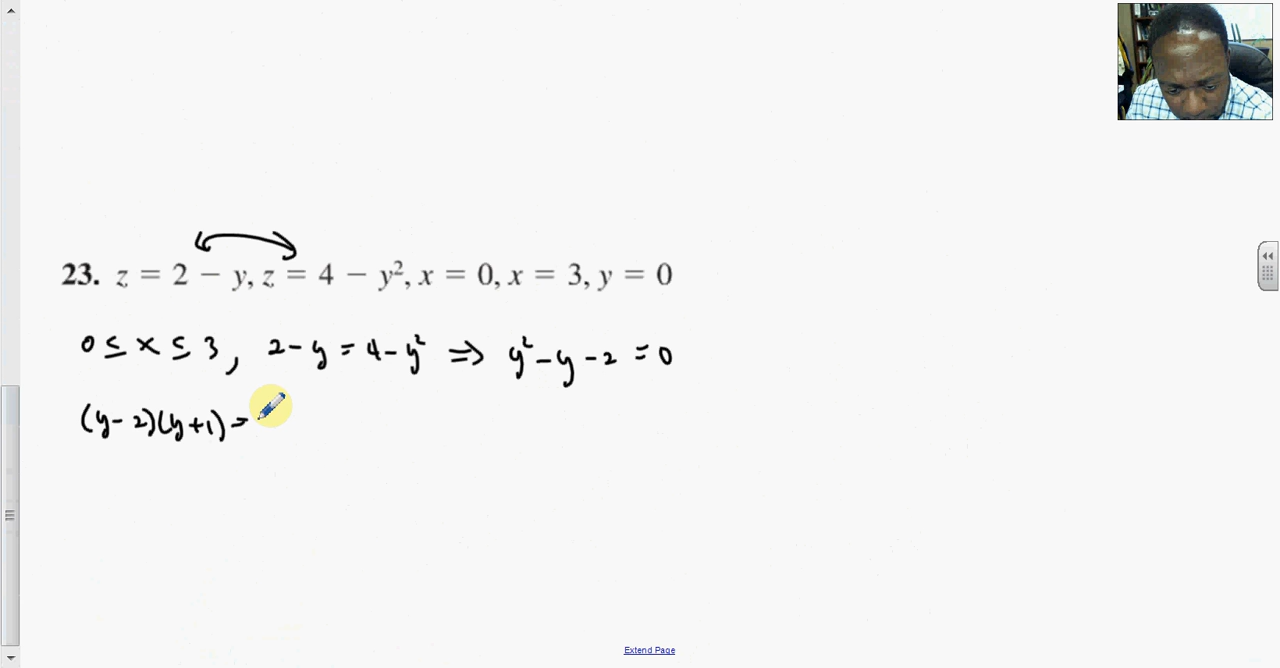 23. z = 2 − y, z = 4 − y², x = 0, x = 3, y = 0
0 ≤ x ≤ 3, 2 − y = 4 − y² ⇒ y² − y − 2 = 0
(y − 2)(y + 1) =
Extend Page